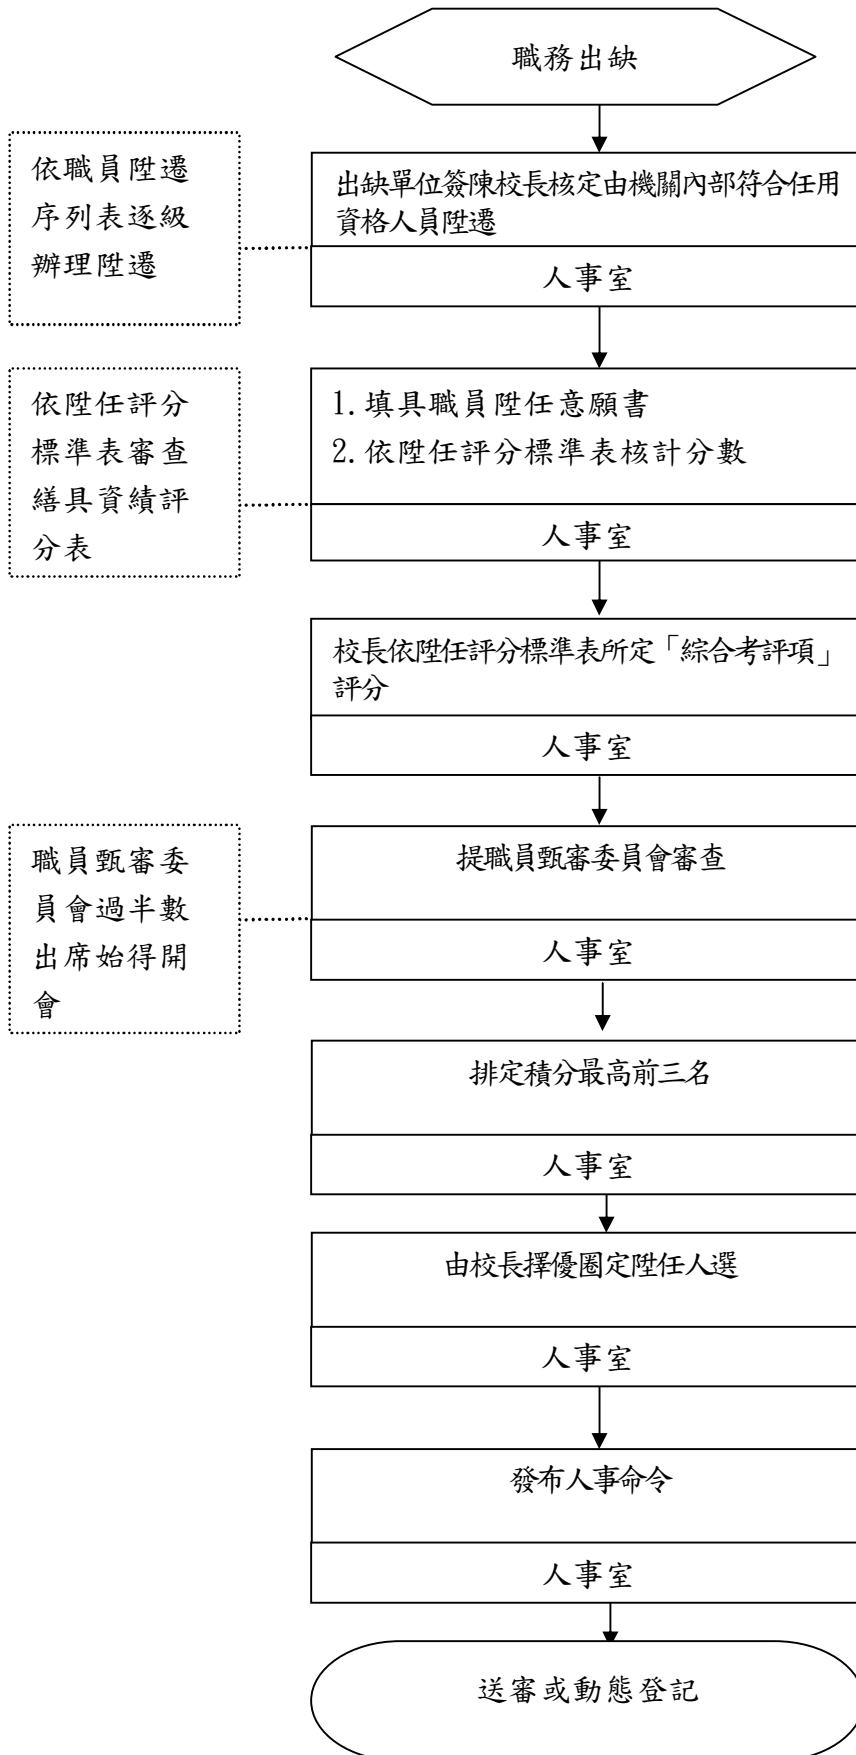 職務出缺
依職員陞遷
序列表逐級
辦理陞遷
出缺單位簽陳校長核定由機關內部符合任用
資格人員陞遷
人事室
依陞任評分
標準表審查
繕具資績評
分表
1.填具職員陞任意願書
2.依陞任評分標準表核計分數
人事室
校長依陞任評分標準表所定「綜合考評項」
評分
人事室
職員甄審委
員會過半數
出席始得開
會
提職員甄審委員會審查
人事室
排定積分最高前三名
人事室
由校長擇優圈定陞任人選
人事室
發布人事命令
人事室
送審或動態登記